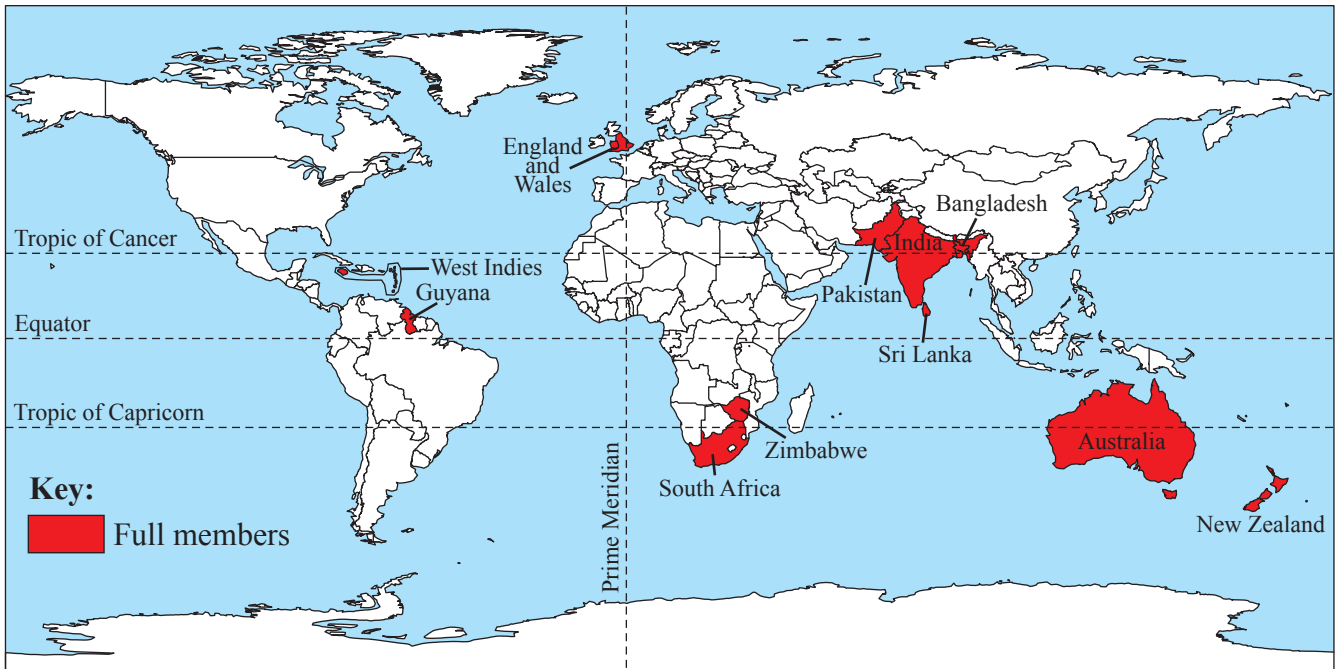 England
and
Wales
Bangladesh
India
Tropic of Cancer
West Indies
Guyana
Pakistan
Equator
Sri Lanka
Tropic of Capricorn
Australia
Zimbabwe
South Africa
New Zealand
Prime Meridian
Key:
Full members